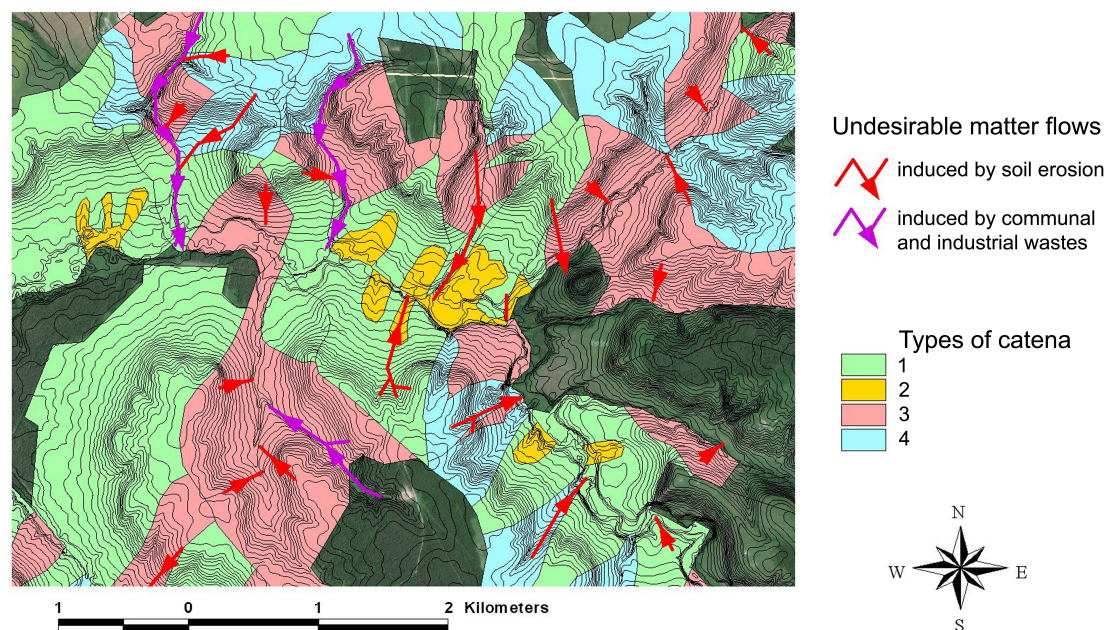 Undesirable matter flows
induced by soil erosion
induced by communal
and industrial wastes
Types of catena
1
2
3
4
N
W E
S
1 0 1 2 Kilometers